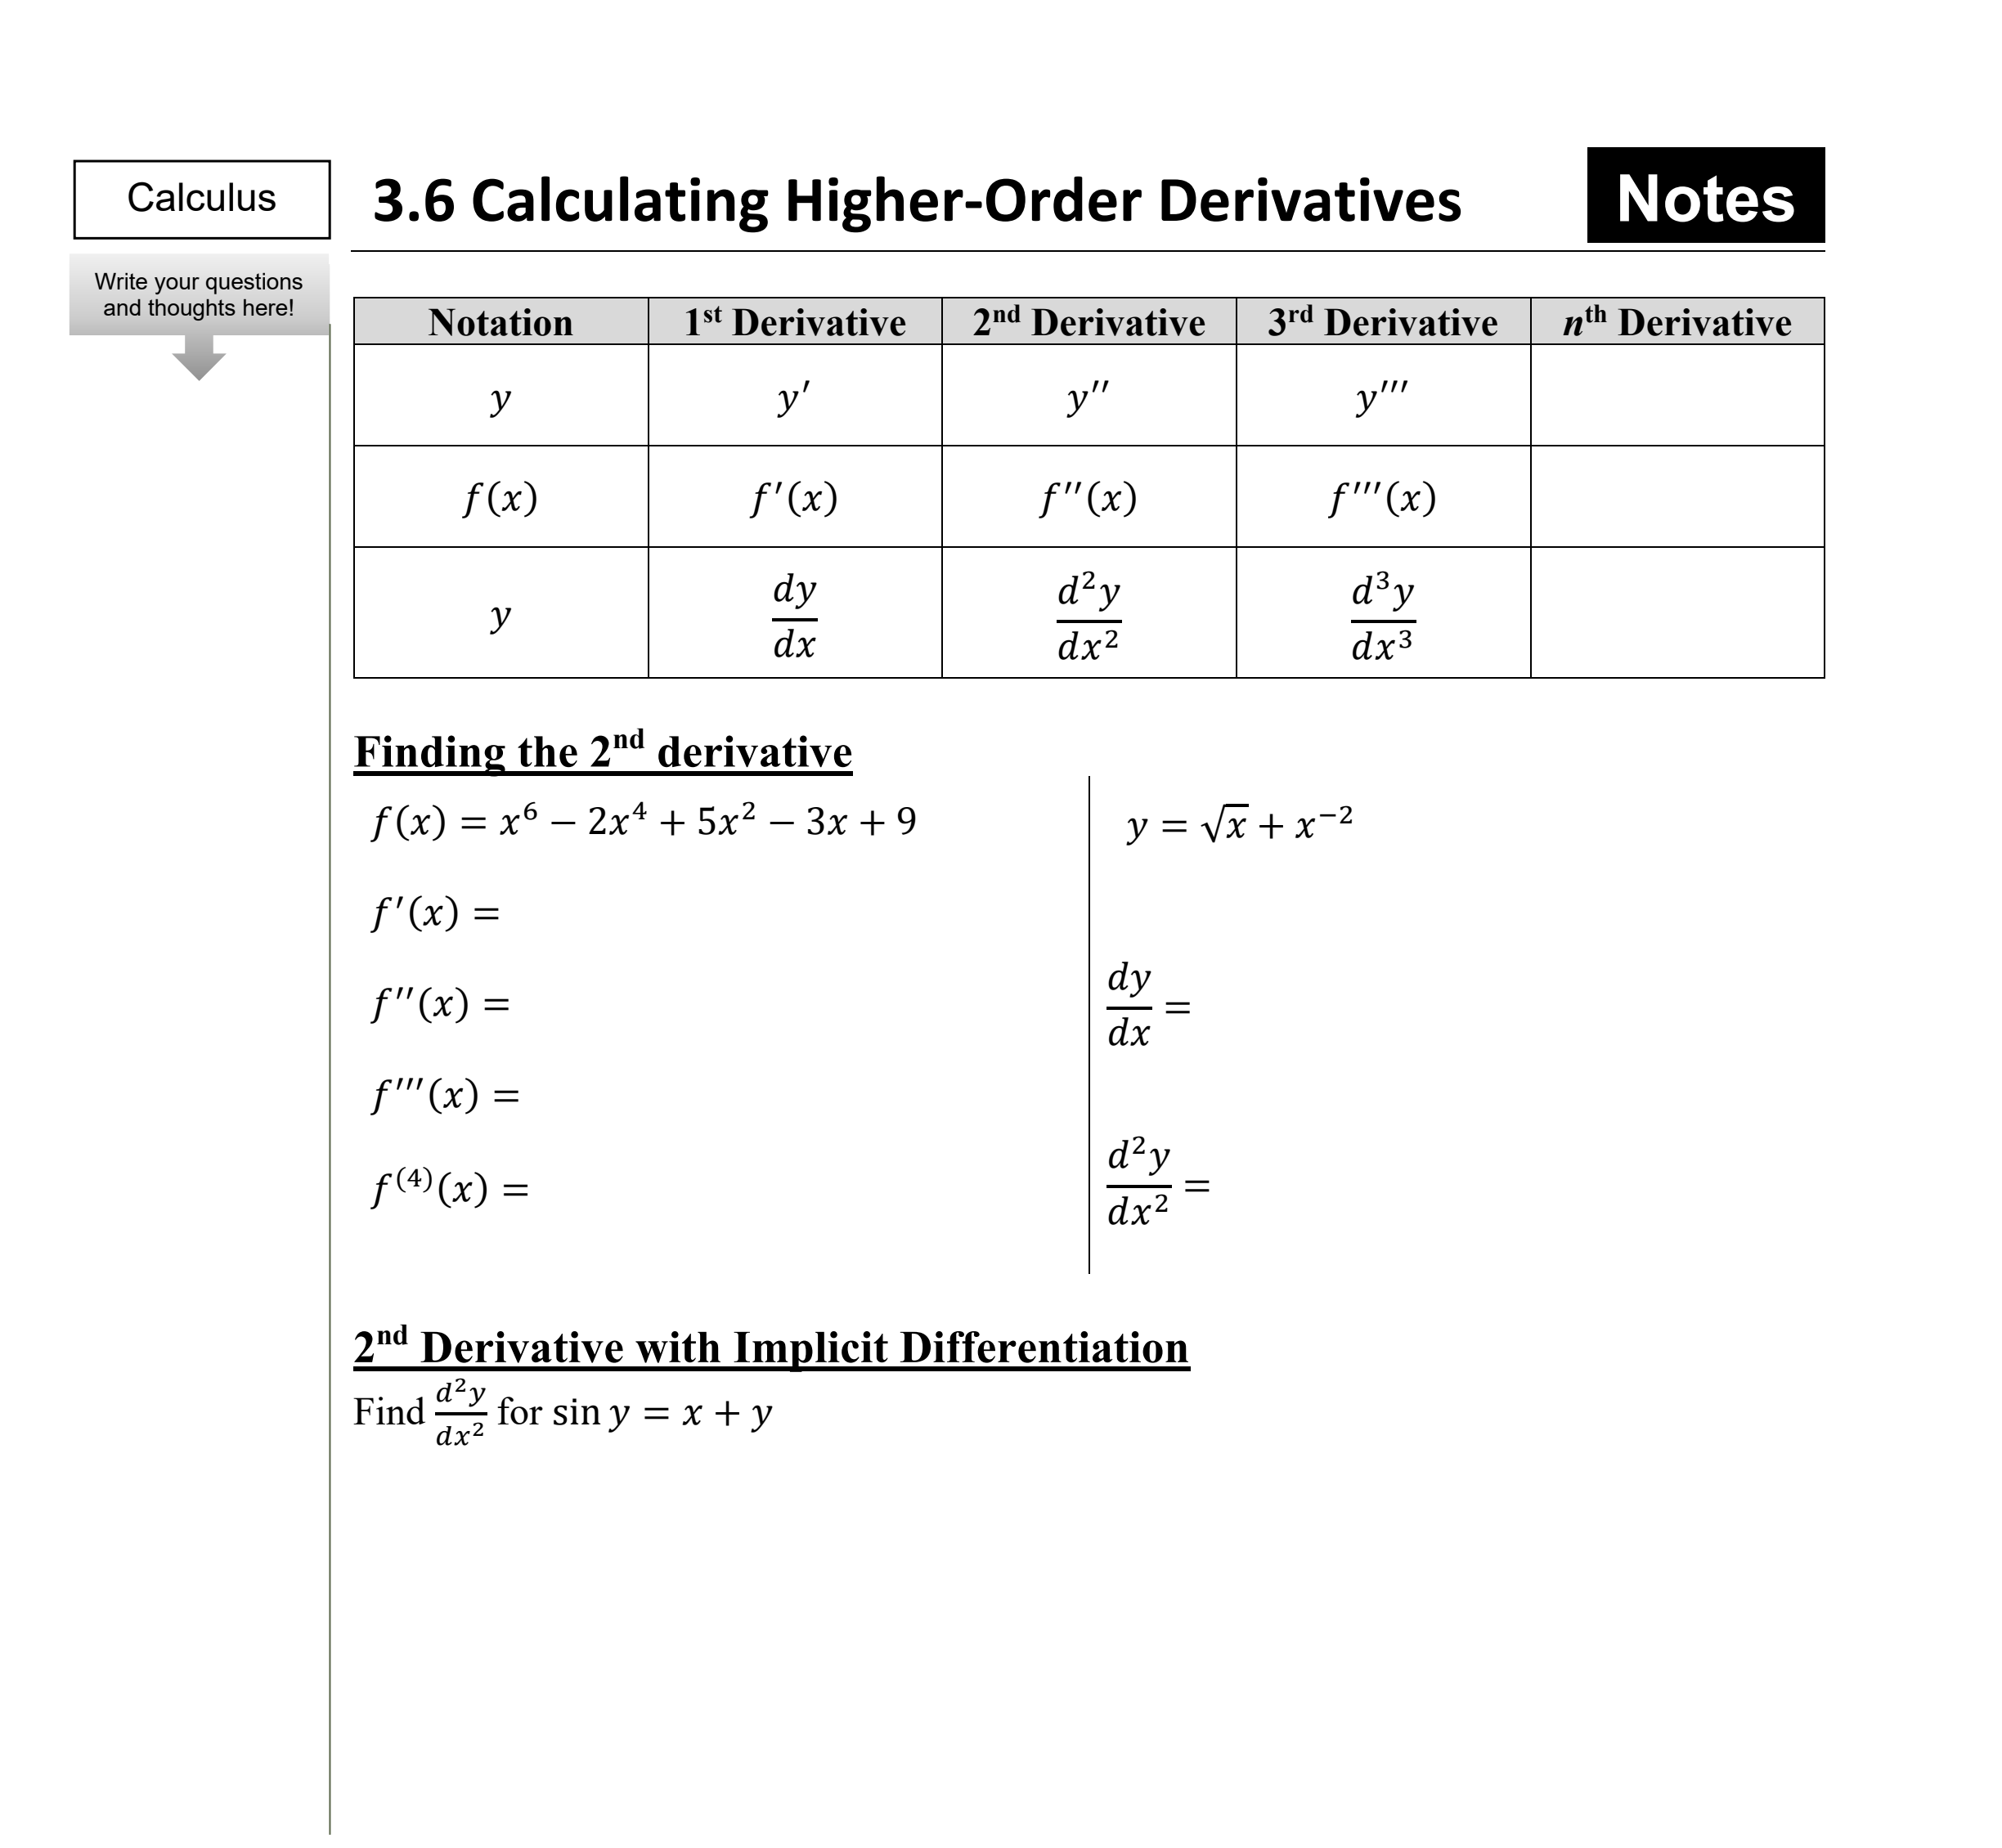 Calculus
3.6 Calculating Higher-Order Derivatives
Notes
Write your questions
and thoughts here!
Notation 1st Derivative 2nd Derivative 3rd Derivative nth Derivative
y y′ y′′ y′′′
f(x) f′(x) f′′(x) f′′′(x)
y dy/dx d²y/dx² d³y/dx³
Finding the 2nd derivative
f(x) = x⁶ − 2x⁴ + 5x² − 3x + 9
f′(x) =
f′′(x) =
f′′′(x) =
f⁽⁴⁾(x) =
y = √x + x⁻²
dy/dx =
d²y/dx² =
2nd Derivative with Implicit Differentiation
Find d²y/dx² for sin y = x + y